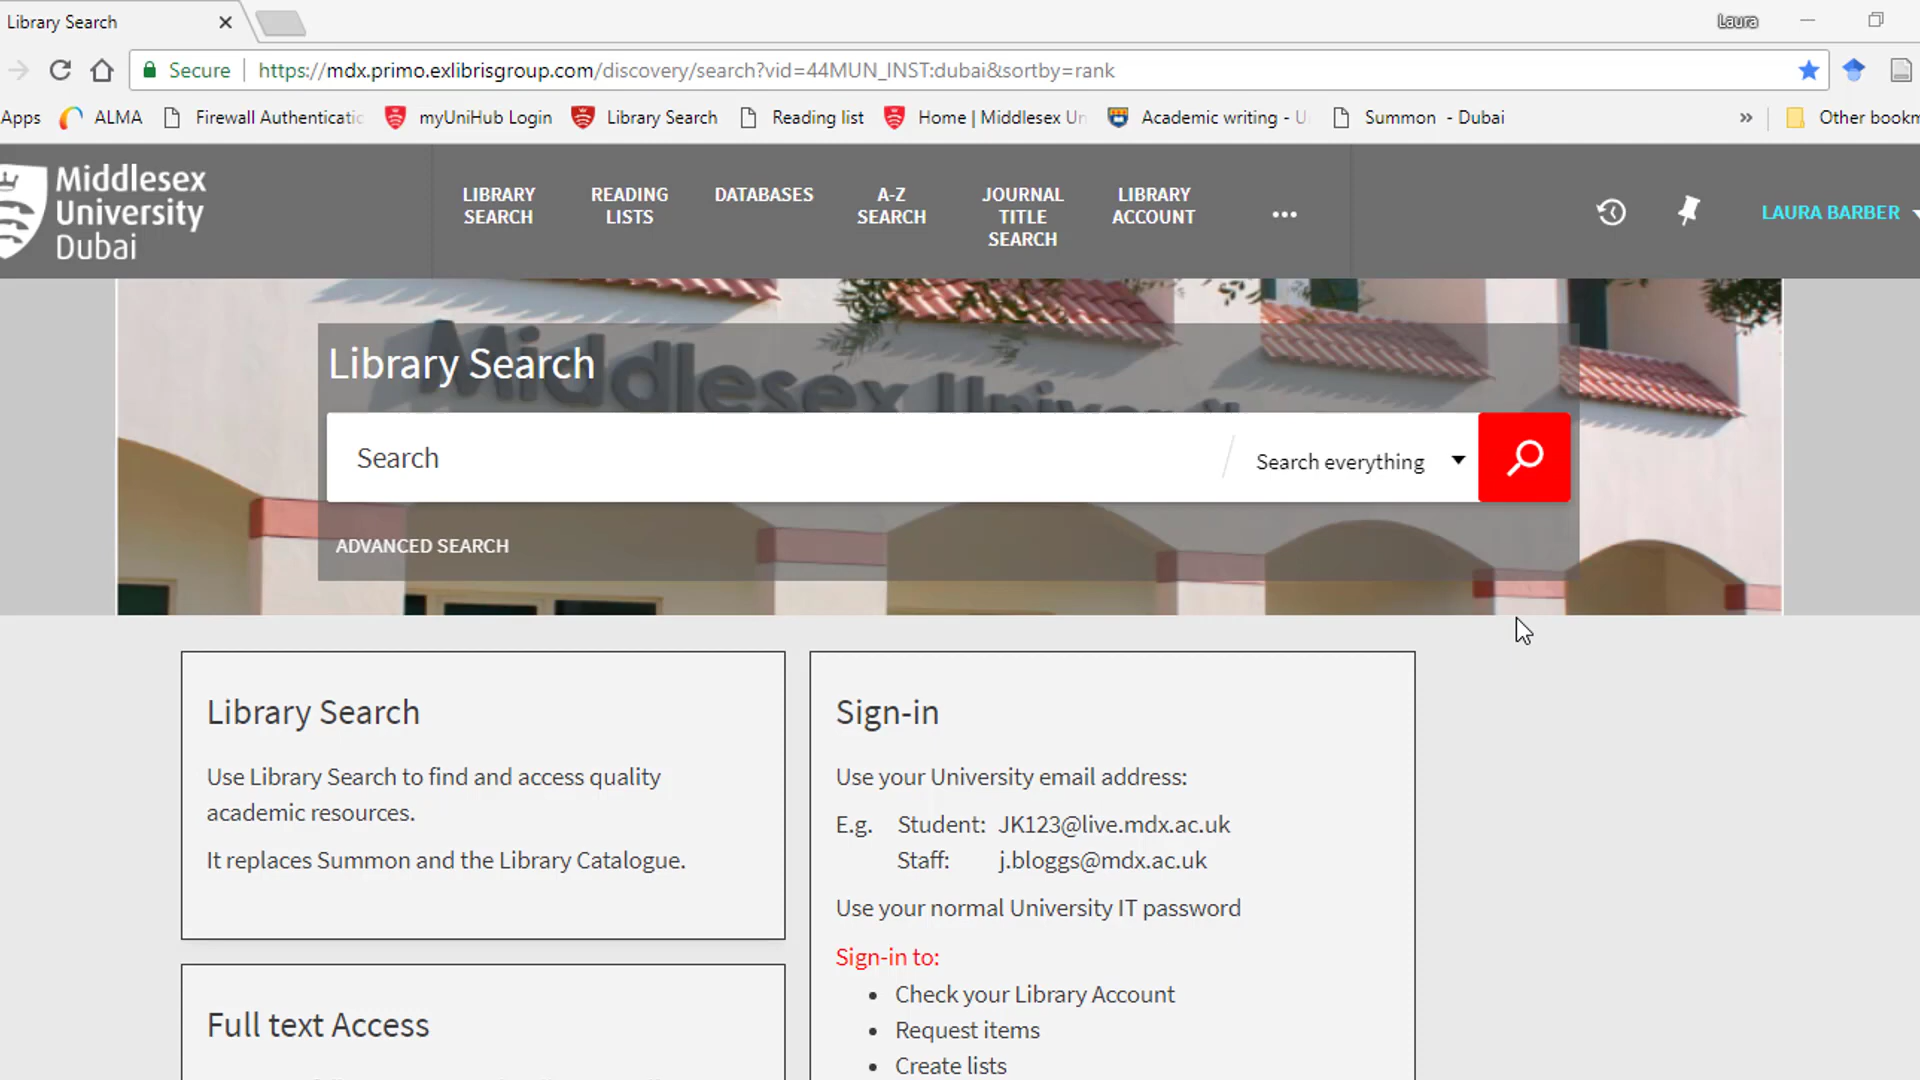 Library Search
Laura
Secure
https://mdx.primo.exlibrisgroup.com/discovery/search?vid=44MUN_INST:dubai&sortby=rank
Apps ALMA Firewall Authenticatic myUniHub Login Library Search Reading list Home | Middlesex Un Academic writing - U Summon - Dubai » Other bookm
Middlesex
University
Dubai
LIBRARY
SEARCH
READING
LISTS
DATABASES
A-Z
SEARCH
JOURNAL
TITLE
SEARCH
LIBRARY
ACCOUNT
LAURA BARBER
Middlesex University
Library Search
Search
Search everything
ADVANCED SEARCH
Library Search
Use Library Search to find and access quality
academic resources.
It replaces Summon and the Library Catalogue.
Full text Access
Sign-in
Use your University email address:
E.g. Student: JK123@live.mdx.ac.uk
Staff: j.bloggs@mdx.ac.uk
Use your normal University IT password
Sign-in to:
• Check your Library Account
• Request items
• Create lists